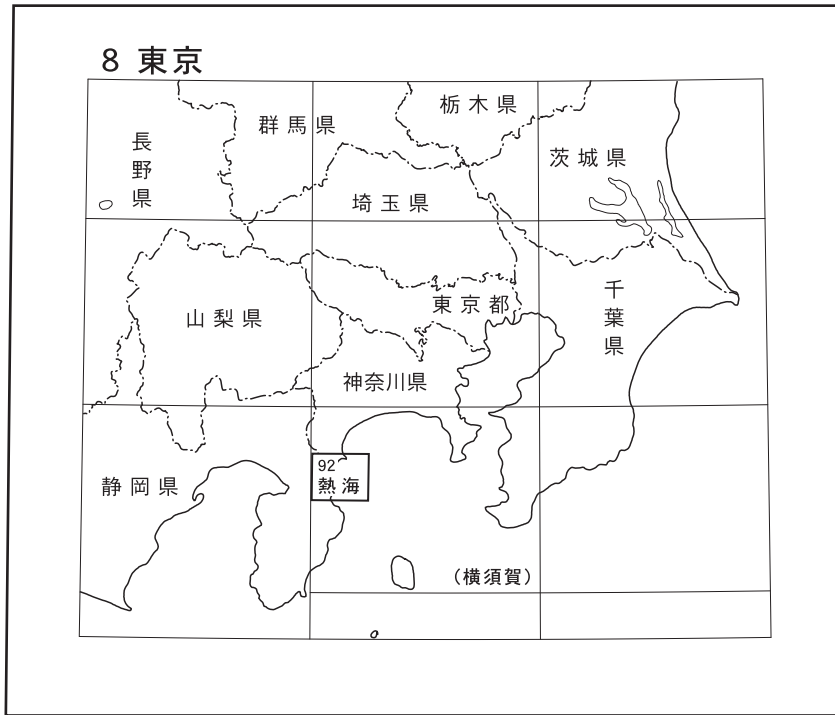 8 東京
栃木県
群馬県
長野県
茨城県
埼玉県
千葉県
東京都
山梨県
神奈川県
92
熱海
静岡県
(横須賀)